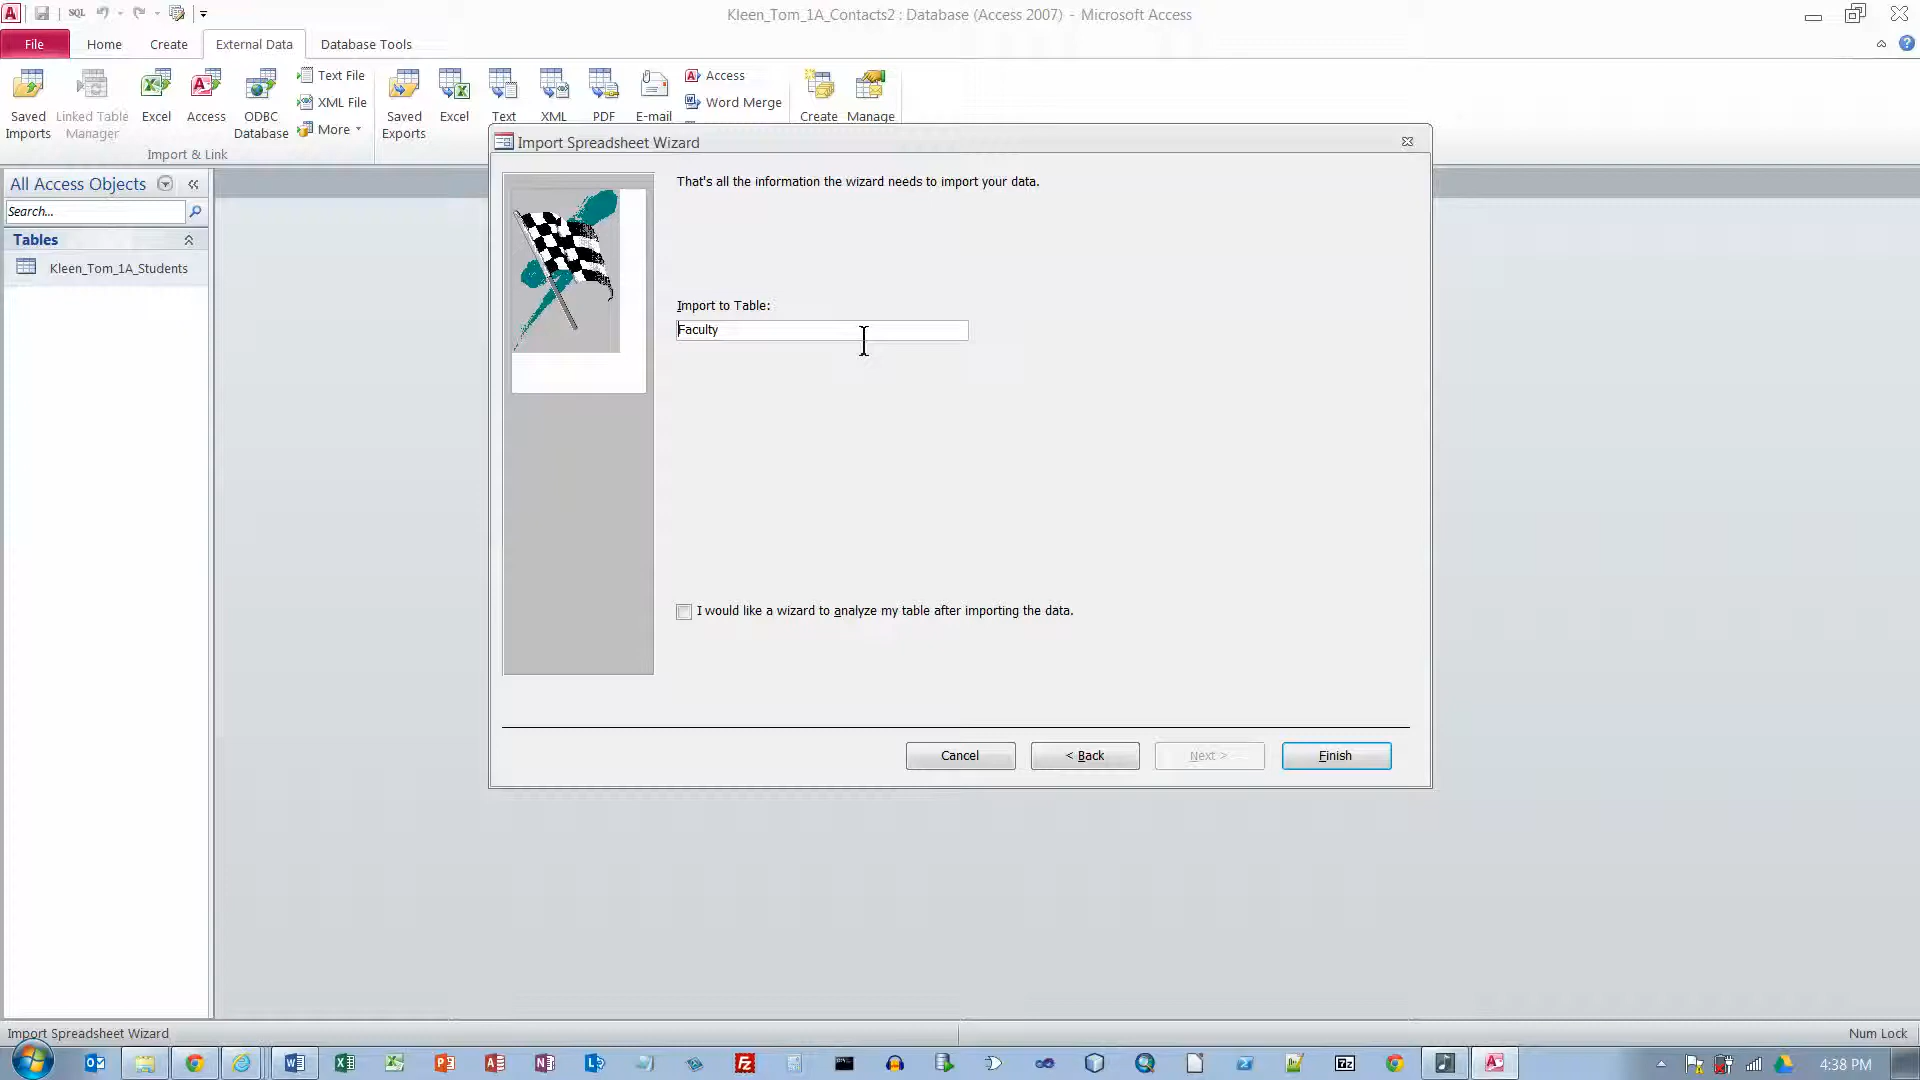 SQL
Kleen_Tom_1A_Contacts2 : Database (Access 2007) - Microsoft Access
File Home Create External Data Database Tools
Saved Imports
Linked Table Manager
Excel
Access
ODBC Database
Text File
XML File
More
Saved Exports
Excel
Text
XML
PDF
E-mail
Access
Word Merge
Create
Manage
Import & Link
Import Spreadsheet Wizard
All Access Objects
Search...
Tables
Kleen_Tom_1A_Students
That's all the information the wizard needs to import your data.
Import to Table:
Faculty
I would like a wizard to analyze my table after importing the data.
Cancel
< Back
Next >
Finish
Import Spreadsheet Wizard
Num Lock
4:38 PM